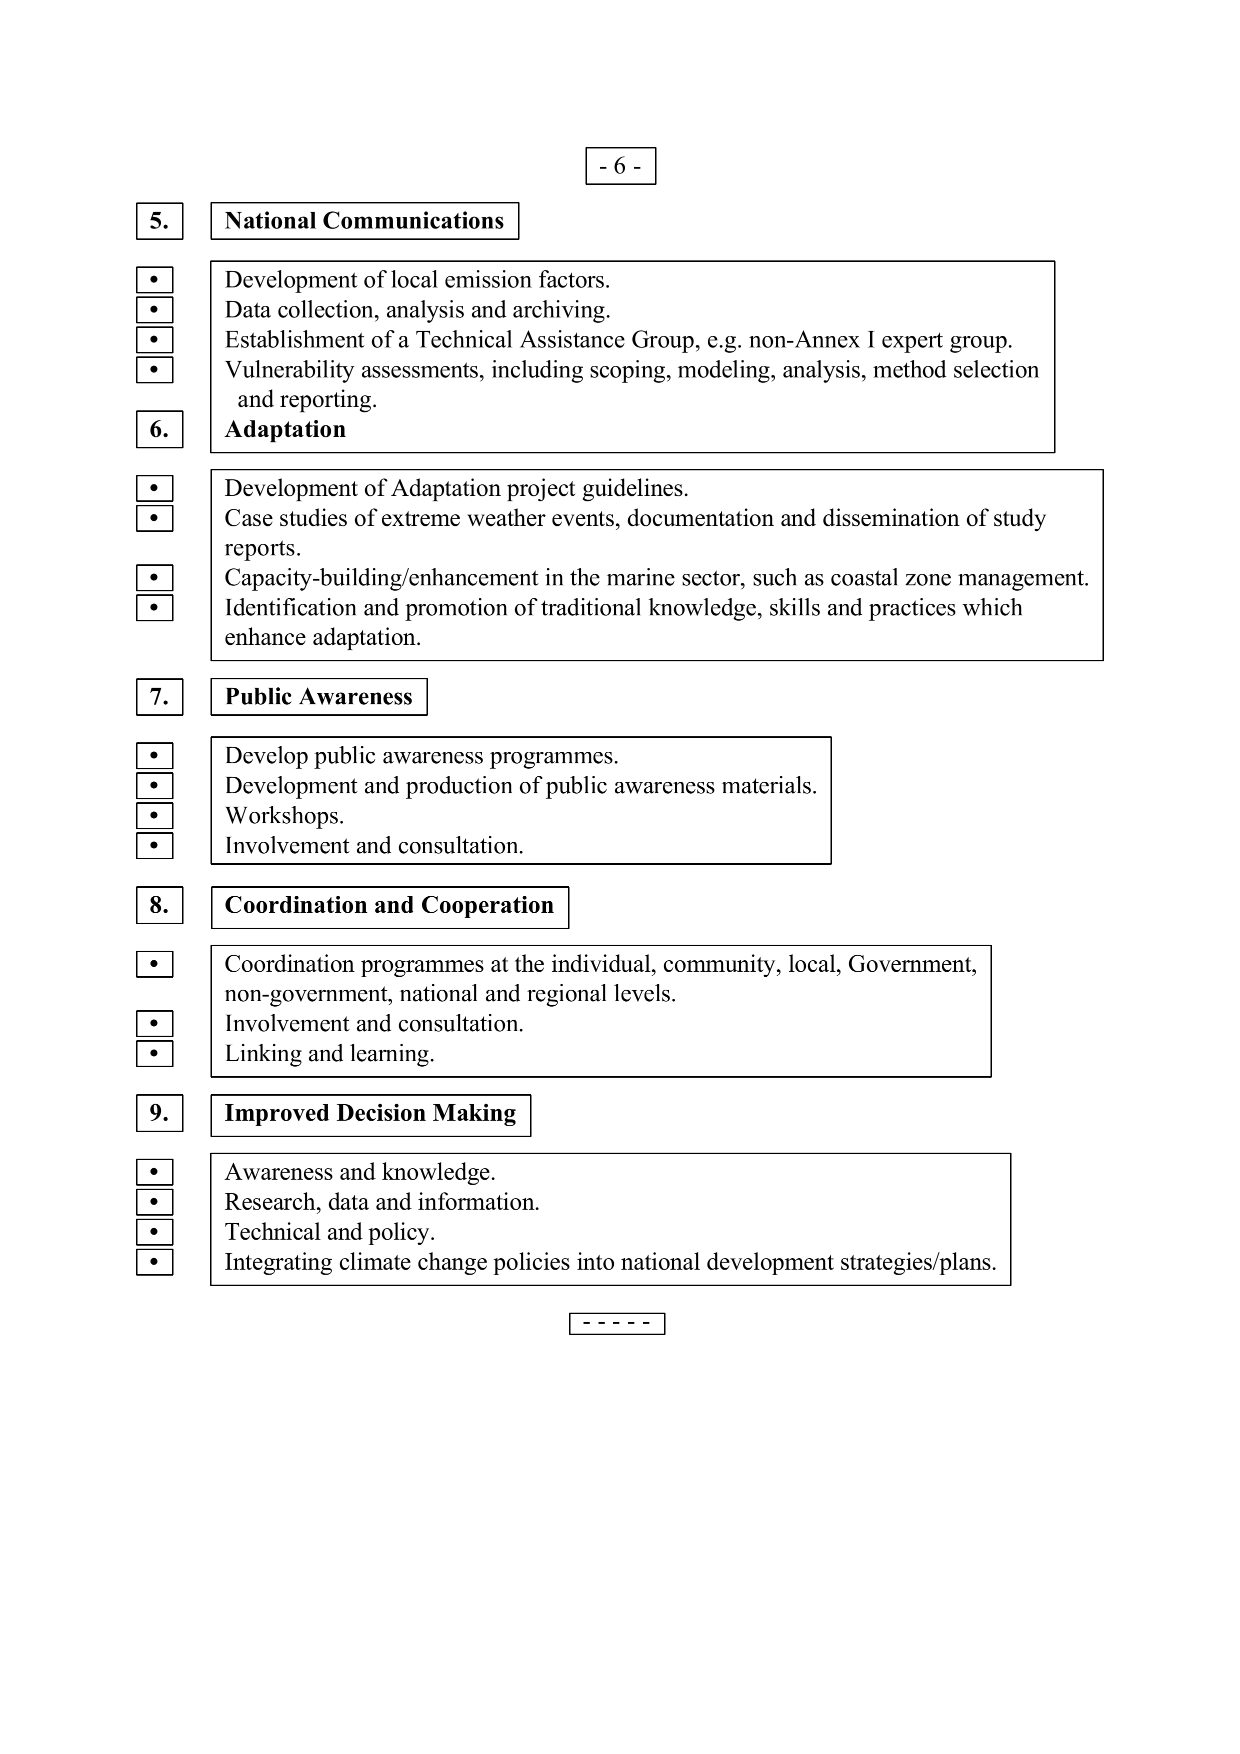 - 6 -
5. National Communications
• Development of local emission factors.
• Data collection, analysis and archiving.
• Establishment of a Technical Assistance Group, e.g. non-Annex I expert group.
• Vulnerability assessments, including scoping, modeling, analysis, method selection
and reporting.
6. Adaptation
• Development of Adaptation project guidelines.
• Case studies of extreme weather events, documentation and dissemination of study
reports.
• Capacity-building/enhancement in the marine sector, such as coastal zone management.
• Identification and promotion of traditional knowledge, skills and practices which
enhance adaptation.
7. Public Awareness
• Develop public awareness programmes.
• Development and production of public awareness materials.
• Workshops.
• Involvement and consultation.
8. Coordination and Cooperation
• Coordination programmes at the individual, community, local, Government,
non-government, national and regional levels.
• Involvement and consultation.
• Linking and learning.
9. Improved Decision Making
• Awareness and knowledge.
• Research, data and information.
• Technical and policy.
• Integrating climate change policies into national development strategies/plans.
- - - - -